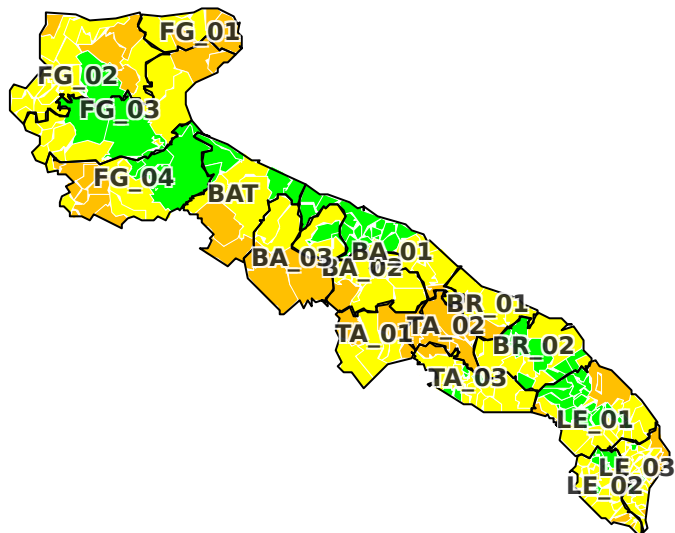 FG_01
FG_02
FG_03
FG_04
BAT
BA_01
BA_03
BA_02
BR_01
TA_02
TA_01
BR_02
TA_03
LE_01
LE_03
LE_02